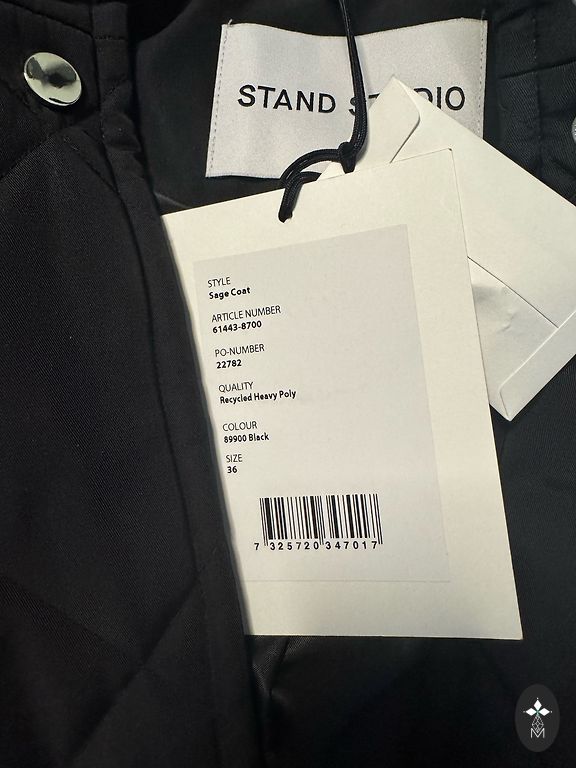 STAND STUDIO
STYLE
Sage Coat
ARTICLE NUMBER
61443-8700
PO-NUMBER
22782
QUALITY
Recycled Heavy Poly
COLOUR
89900 Black
SIZE
36
7 325720 347017
M